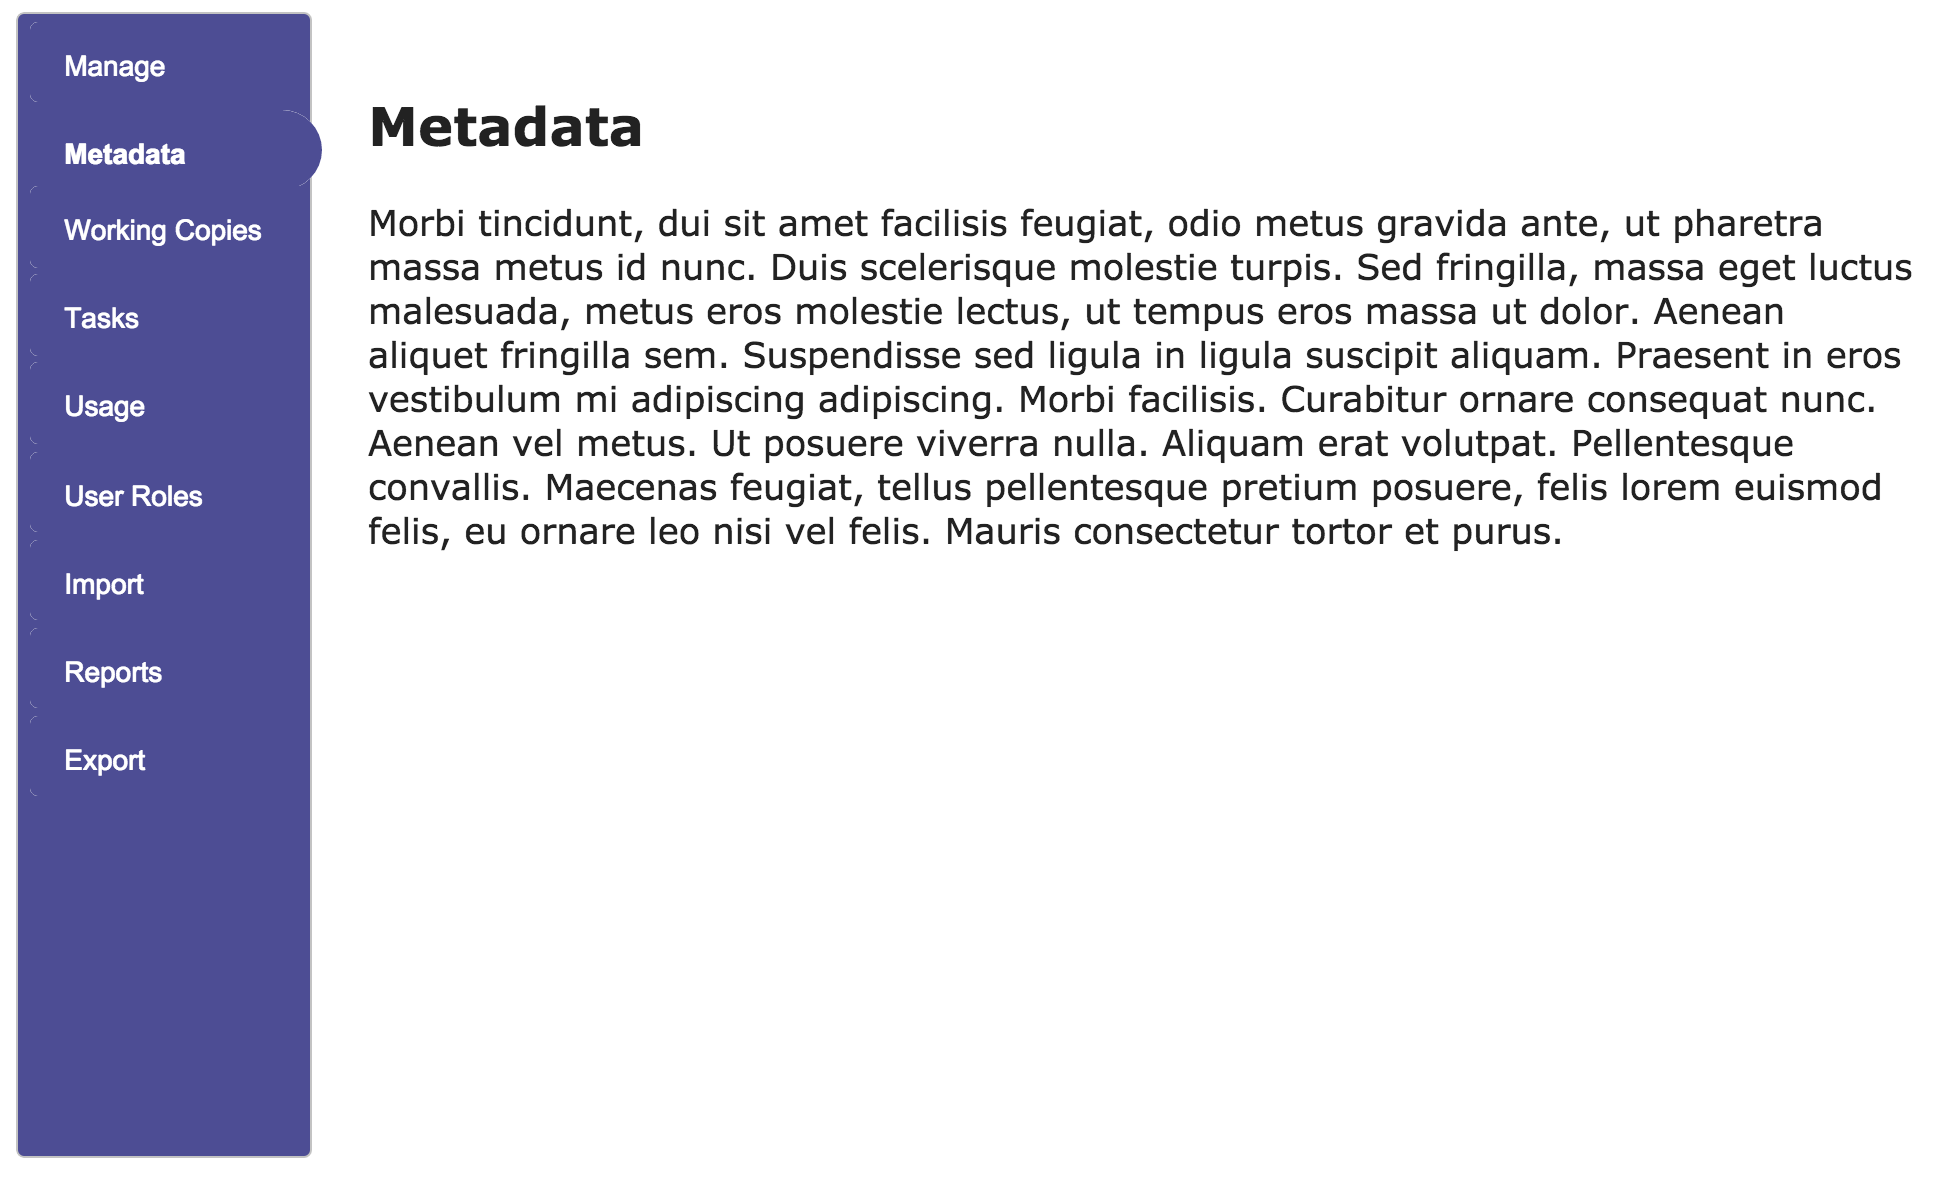 Manage
Metadata
Working Copies
Tasks
Usage
User Roles
Import
Reports
Export
Metadata
Morbi tincidunt, dui sit amet facilisis feugiat, odio metus gravida ante, ut pharetra
massa metus id nunc. Duis scelerisque molestie turpis. Sed fringilla, massa eget luctus
malesuada, metus eros molestie lectus, ut tempus eros massa ut dolor. Aenean
aliquet fringilla sem. Suspendisse sed ligula in ligula suscipit aliquam. Praesent in eros
vestibulum mi adipiscing adipiscing. Morbi facilisis. Curabitur ornare consequat nunc.
Aenean vel metus. Ut posuere viverra nulla. Aliquam erat volutpat. Pellentesque
convallis. Maecenas feugiat, tellus pellentesque pretium posuere, felis lorem euismod
felis, eu ornare leo nisi vel felis. Mauris consectetur tortor et purus.